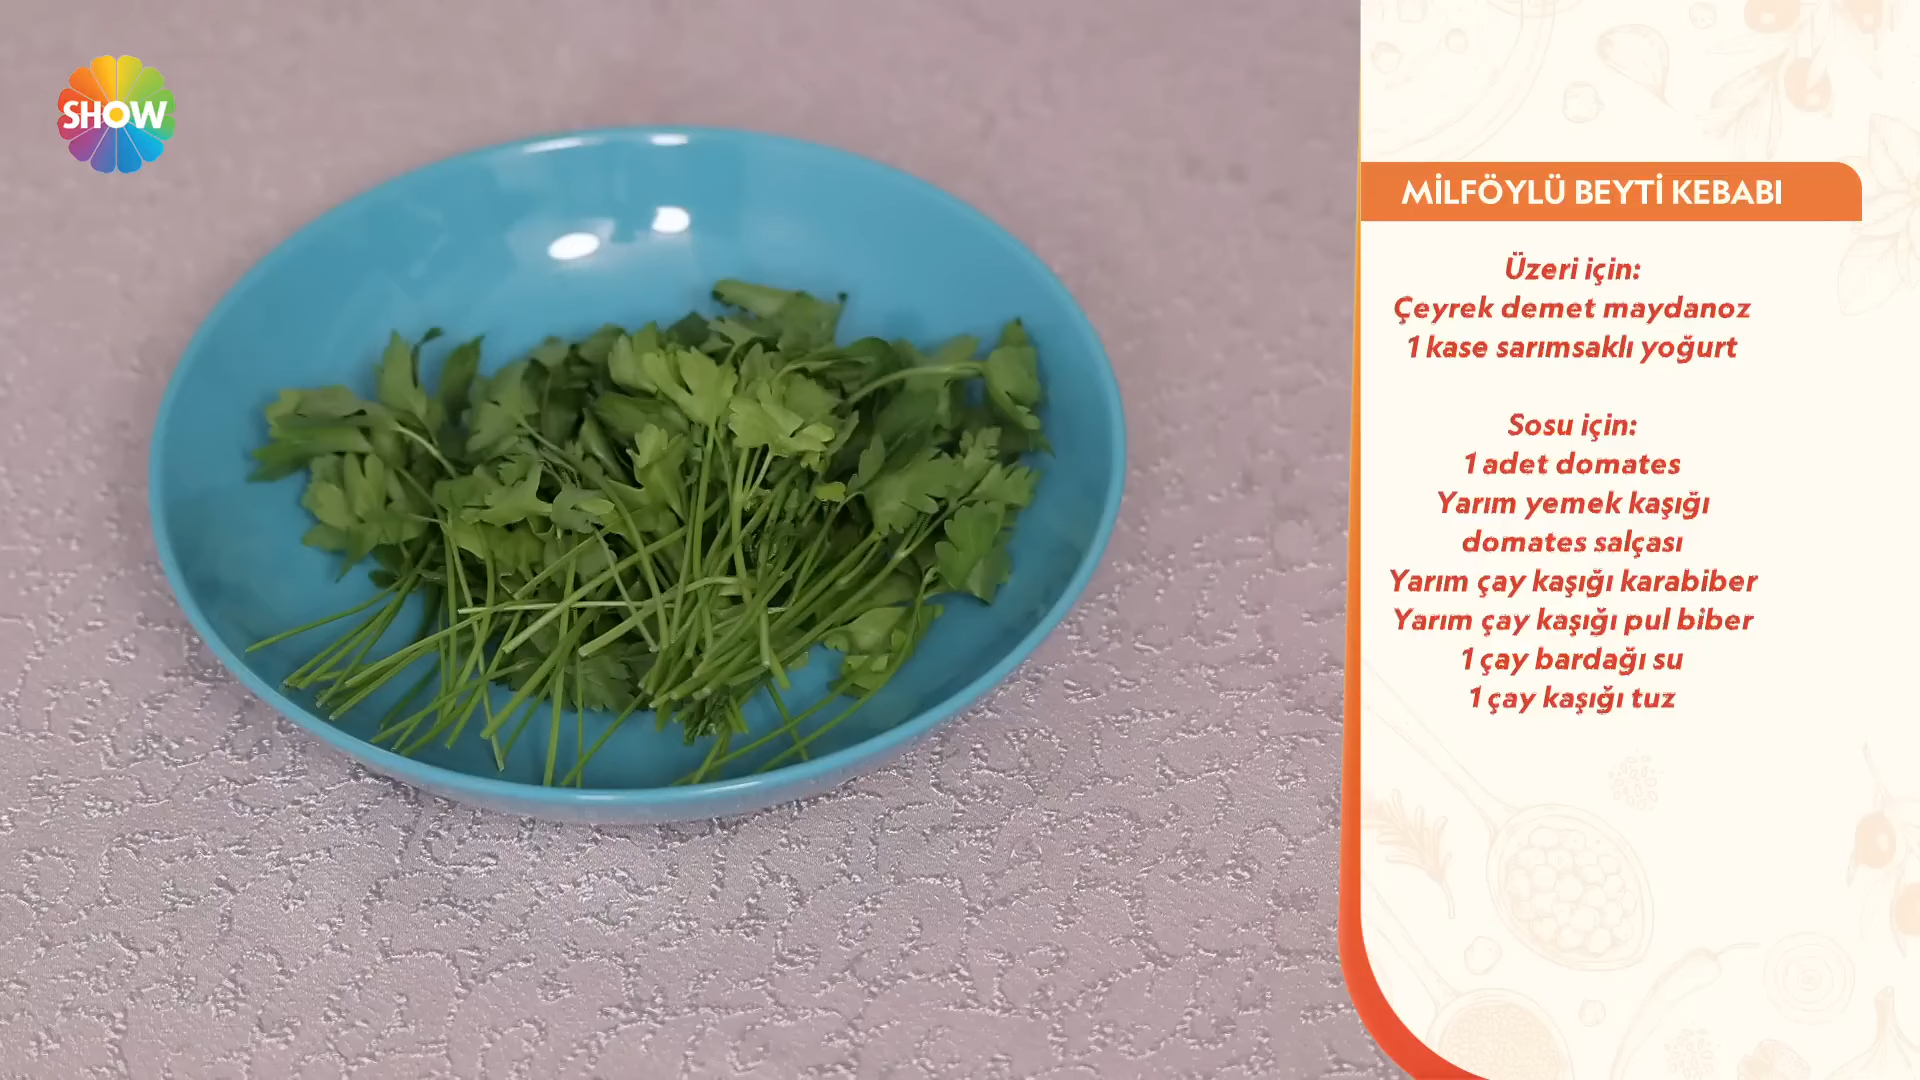 SHOW
MİLFÖYLÜ BEYTİ KEBABI
Üzeri için:
Çeyrek demet maydanoz
1 kase sarımsaklı yoğurt
Sosu için:
1 adet domates
Yarım yemek kaşığı
domates salçası
Yarım çay kaşığı karabiber
Yarım çay kaşığı pul biber
1 çay bardağı su
1 çay kaşığı tuz